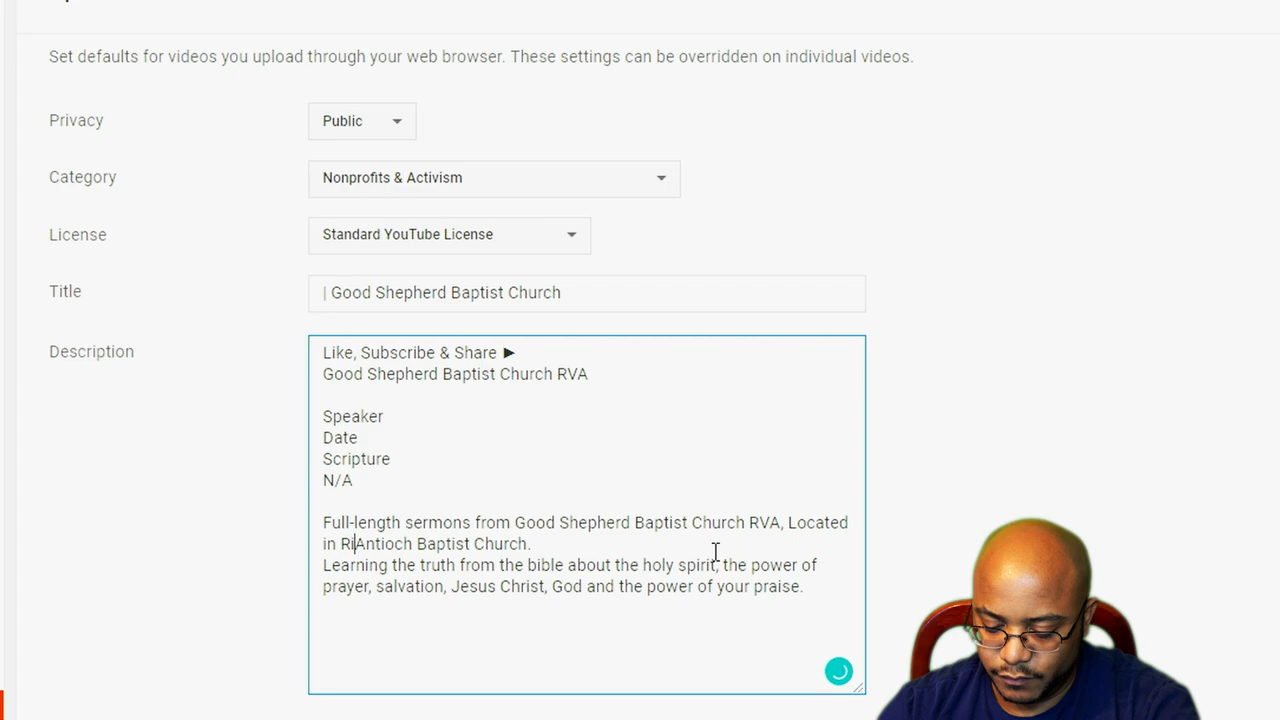 Set defaults for videos you upload through your web browser. These settings can be overridden on individual videos.
Privacy
Public
Category
Nonprofits & Activism
License
Standard YouTube License
Title
| Good Shepherd Baptist Church
Description
Like, Subscribe & Share ►
Good Shepherd Baptist Church RVA
Speaker
Date
Scripture
N/A
Full-length sermons from Good Shepherd Baptist Church RVA, Located
in RiAntioch Baptist Church.
Learning the truth from the bible about the holy spirit, the power of
prayer, salvation, Jesus Christ, God and the power of your praise.